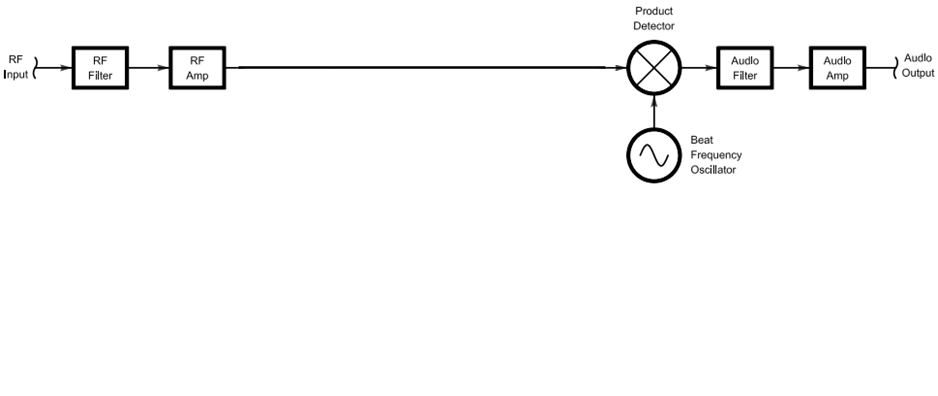 Product
Detector
RF
Input
RF
Filter
RF
Amp
Audio
Filter
Audio
Amp
Audio
Output
Beat
Frequency
Oscillator